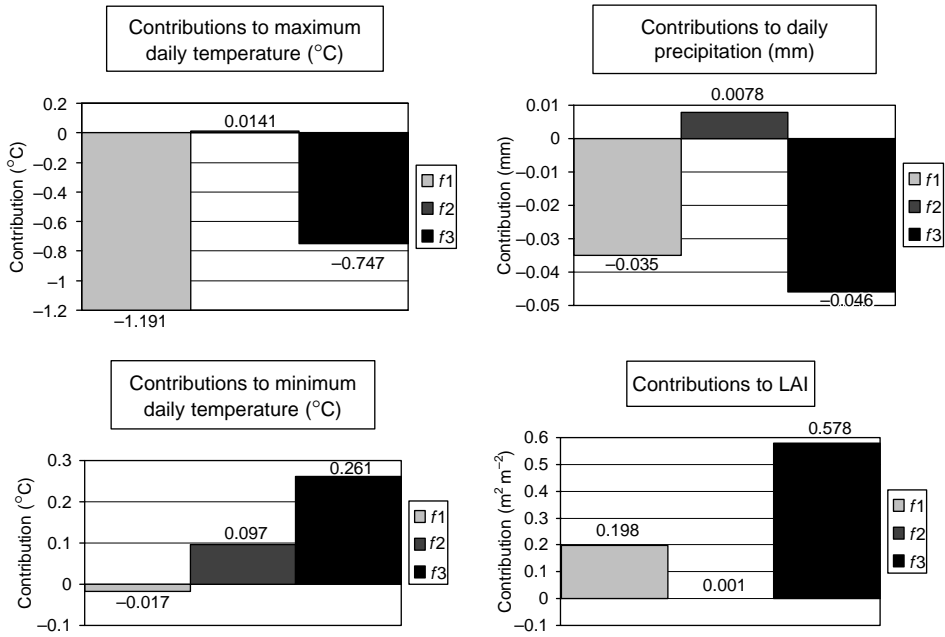 Contributions to maximum
daily temperature (°C)
Contribution (°C)
0.2
0
–0.2
–0.4
–0.6
–0.8
–1
–1.2
0.0141
–0.747
–1.191
f1
f2
f3
Contributions to daily
precipitation (mm)
Contribution (mm)
0.01
0
–0.01
–0.02
–0.03
–0.04
–0.05
0.0078
–0.035
–0.046
f1
f2
f3
Contributions to minimum
daily temperature (°C)
Contribution (°C)
0.3
0.2
0.1
0
–0.1
0.261
0.097
–0.017
f1
f2
f3
Contributions to LAI
Contribution (m² m⁻²)
0.6
0.5
0.4
0.3
0.2
0.1
0
–0.1
0.578
0.198
0.001
f1
f2
f3